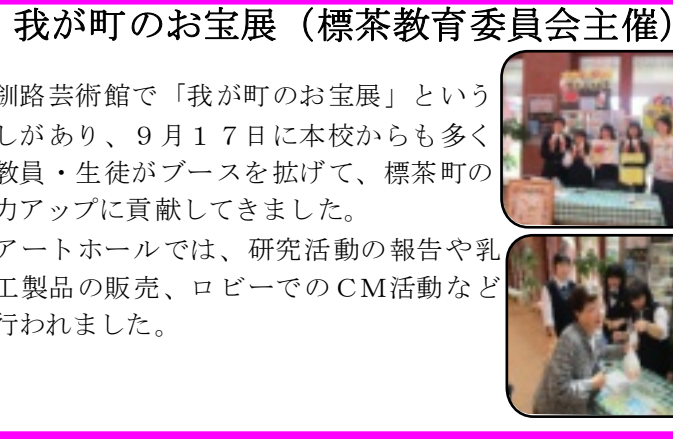 我が町のお宝展（標茶教育委員会主催）
釧路芸術館で「我が町のお宝展」という
しがあり、９月１７日に本校からも多く
教員・生徒がブースを拡げて、標茶町の
力アップに貢献してきました。
アートホールでは、研究活動の報告や乳
工製品の販売、ロビーでのＣＭ活動など
行われました。